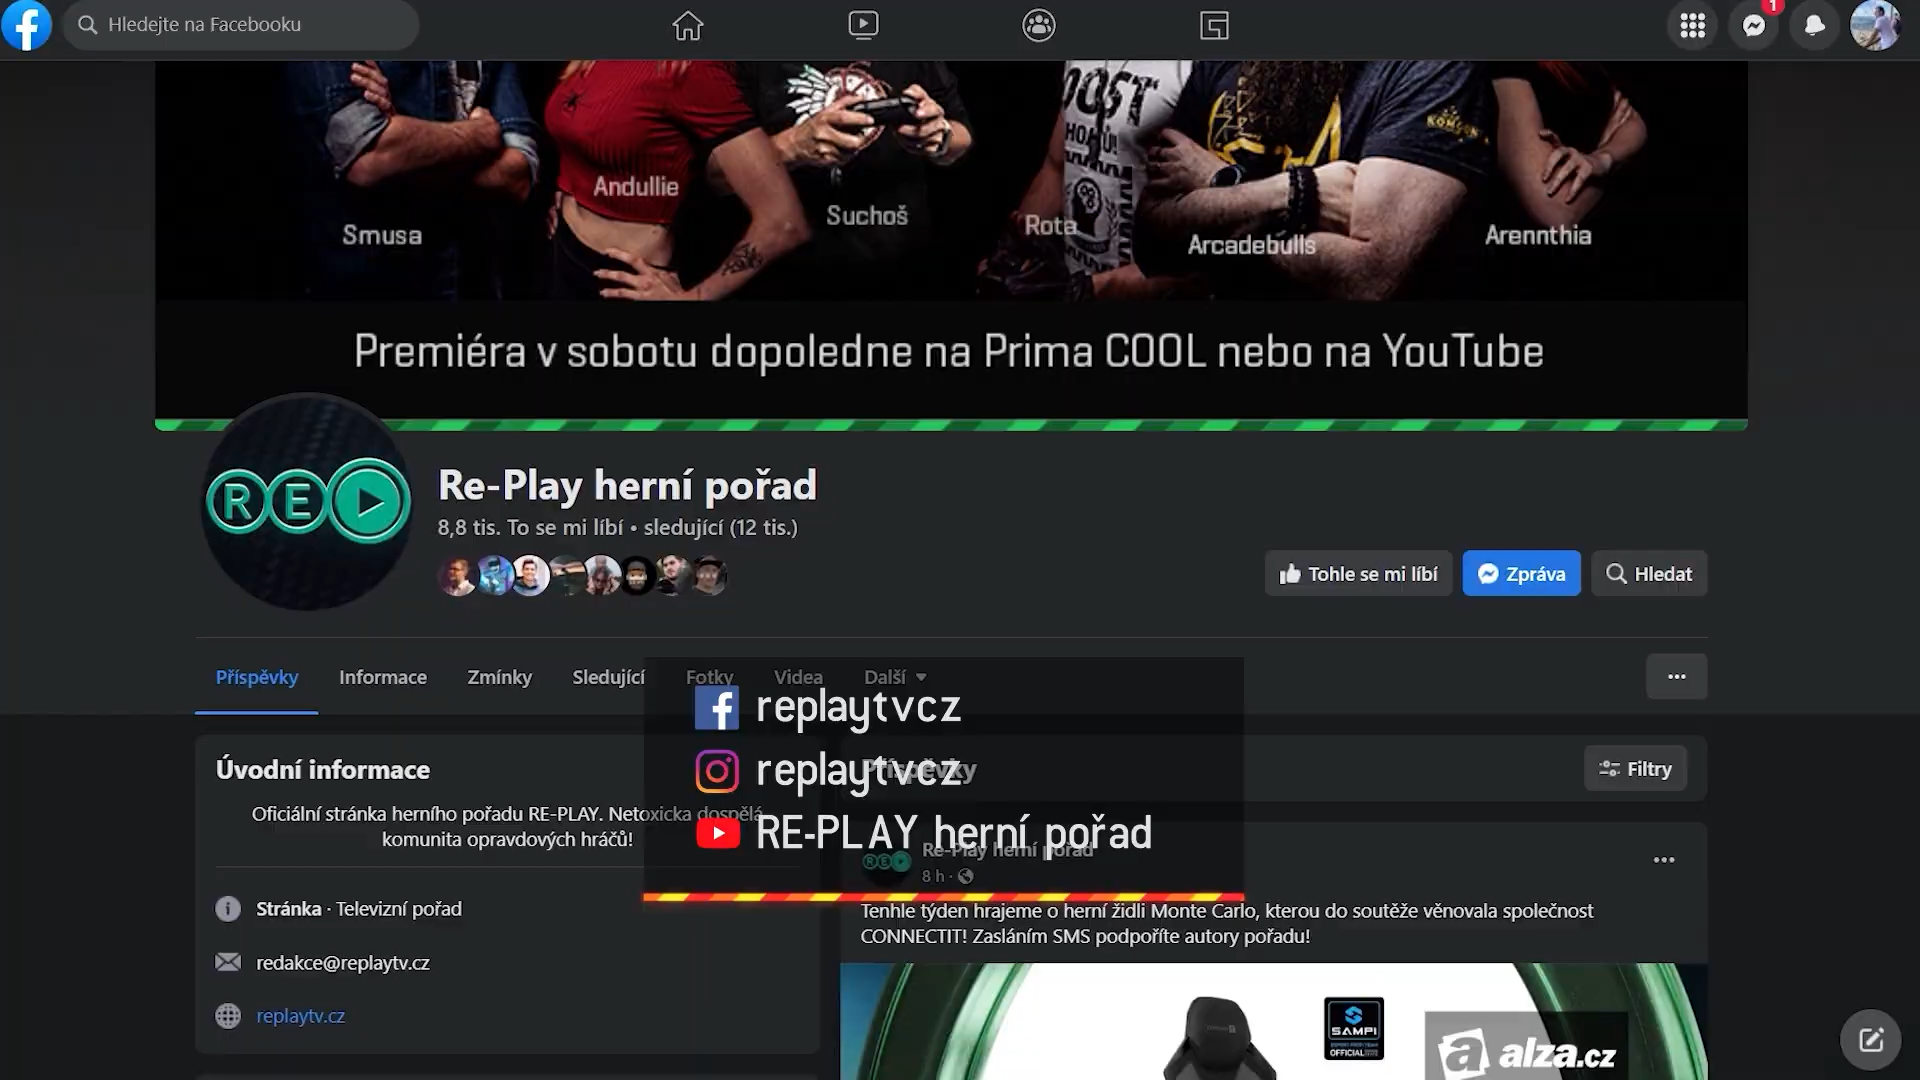 Hledejte na Facebooku
1
Smusa
Andullie
Suchoš
Rota
Arcadebulls
Arennthia
Premiéra v sobotu dopoledne na Prima COOL nebo na YouTube
RE
Re-Play herní pořad
8,8 tis. To se mi líbí • sledující (12 tis.)
Tohle se mi líbí
Zpráva
Hledat
Příspěvky
Informace
Zmínky
Sledující
Fotky
Videa
Další
replaytvcz
replaytvcz
RE-PLAY herní pořad
Úvodní informace
Oficiální stránka herního pořadu RE-PLAY. Netoxicka dospělá
komunita opravdových hráčů!
Stránka · Televizní pořad
redakce@replaytv.cz
replaytv.cz
Příspěvky
Filtry
Re-Play herní pořad
8 h ·
Tenhle týden hrajeme o herní židli Monte Carlo, kterou do soutěže věnovala společnost
CONNECTIT! Zasláním SMS podpoříte autory pořadu!
SAMPI
OFFICIAL
alza.cz